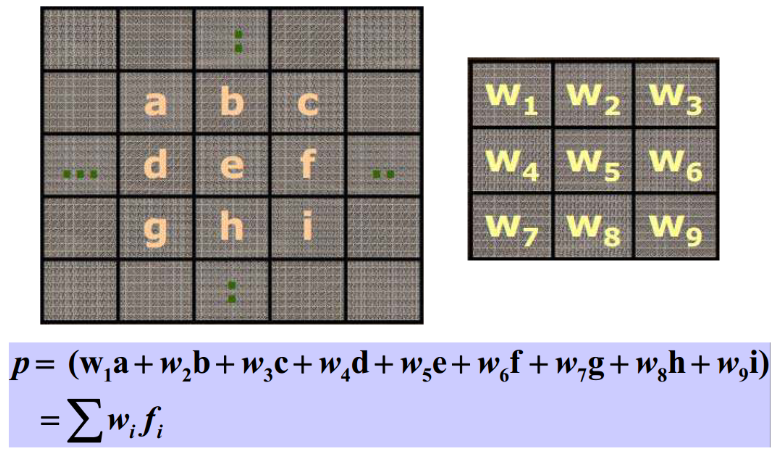 :
a b c
... d e f ..
g h i
:
w1 w2 w3
w4 w5 w6
w7 w8 w9
p = (w₁a + w₂b + w₃c + w₄d + w₅e + w₆f + w₇g + w₈h + w₉i)
= ∑ wᵢ fᵢ